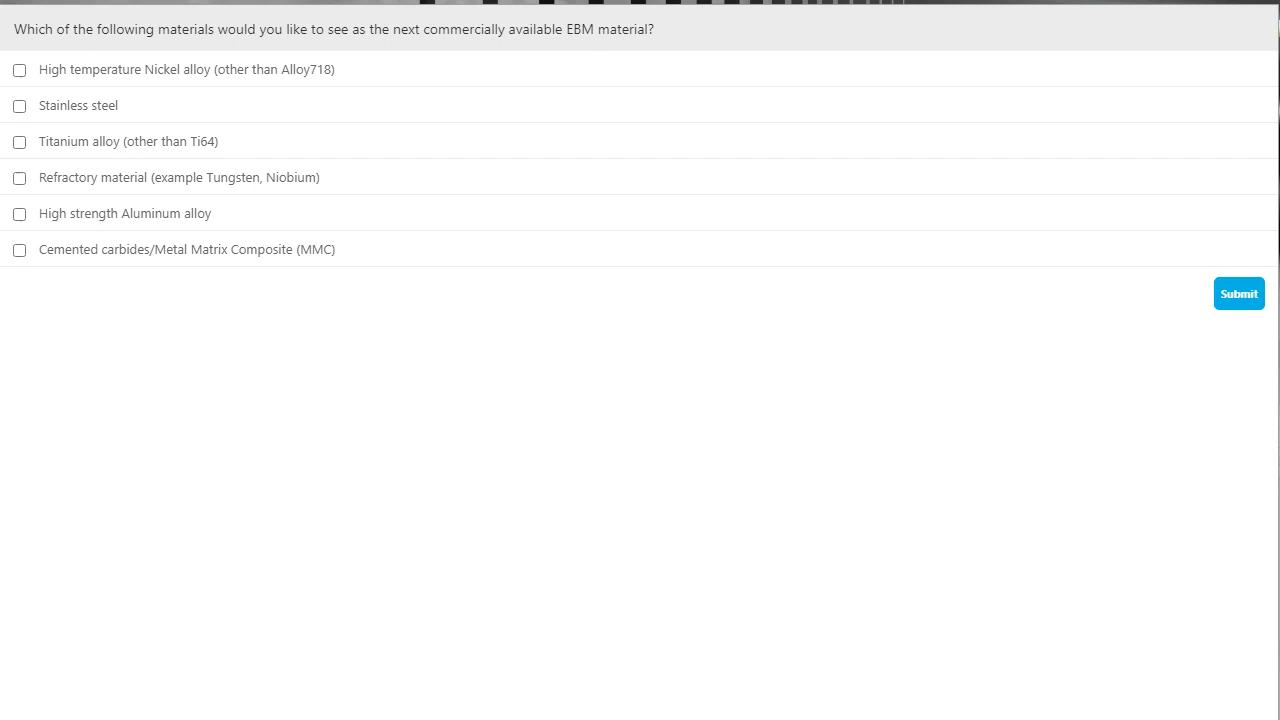 Which of the following materials would you like to see as the next commercially available EBM material?
High temperature Nickel alloy (other than Alloy718)
Stainless steel
Titanium alloy (other than Ti64)
Refractory material (example Tungsten, Niobium)
High strength Aluminum alloy
Cemented carbides/Metal Matrix Composite (MMC)
Submit